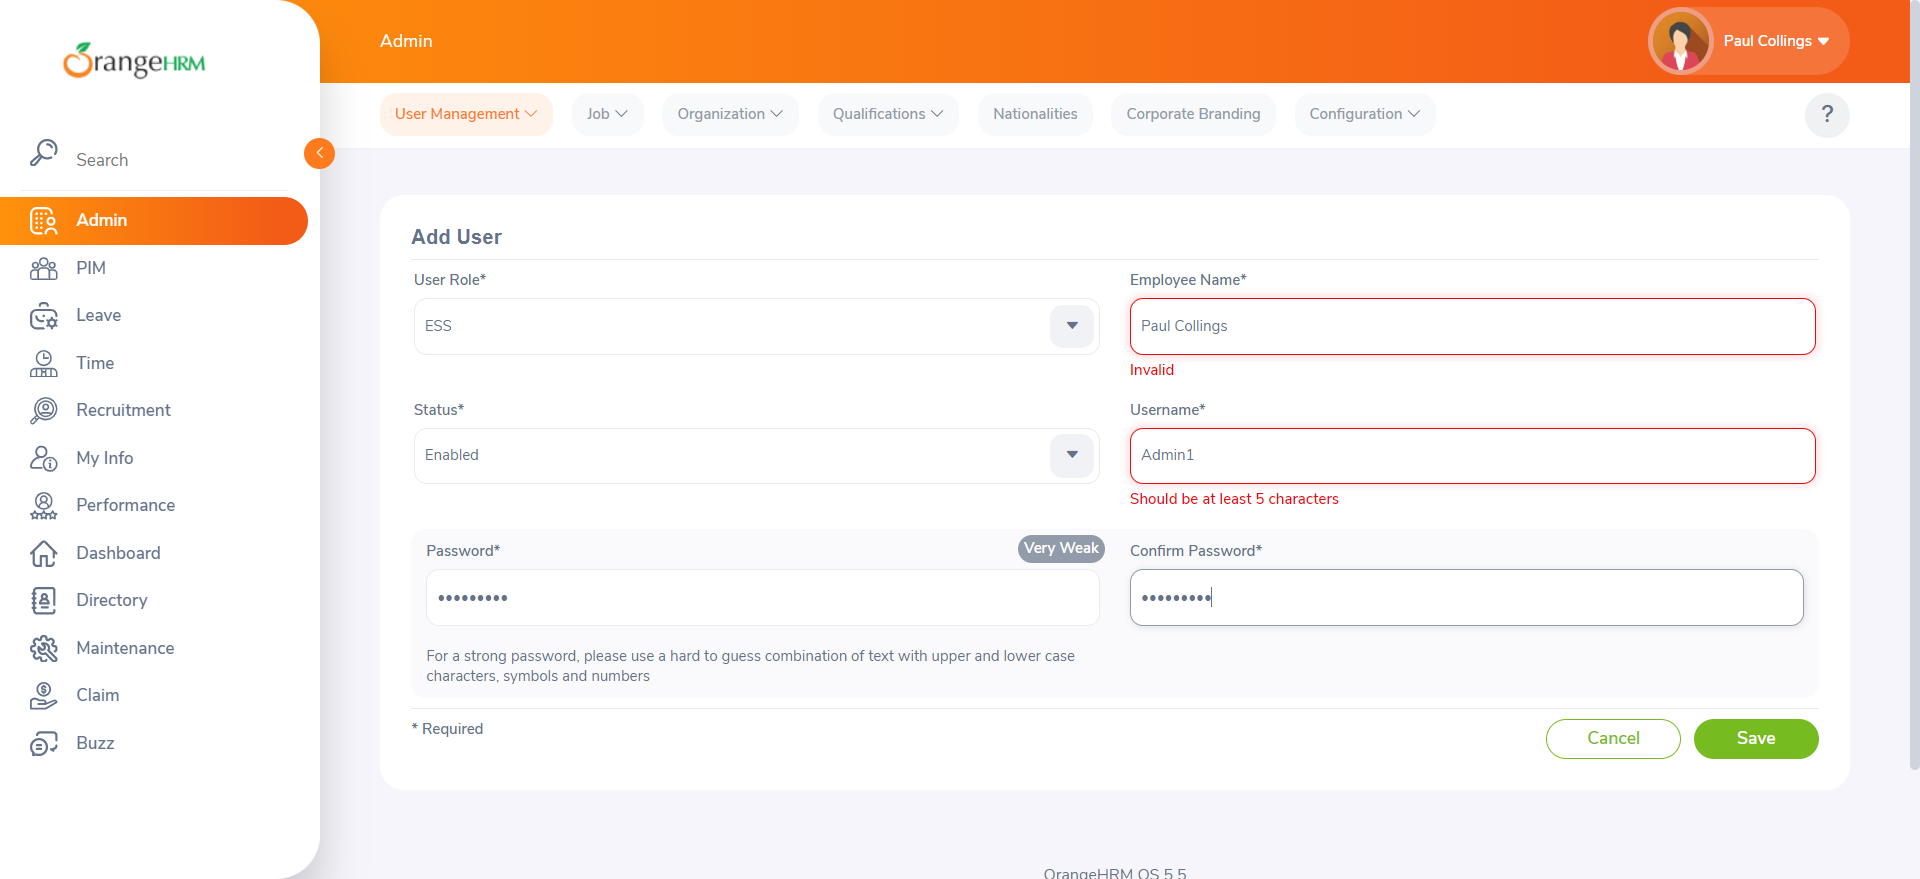 OrangeHRM
Admin
Paul Collings
User Management
Job
Organization
Qualifications
Nationalities
Corporate Branding
Configuration
?
Search
Admin
PIM
Leave
Time
Recruitment
My Info
Performance
Dashboard
Directory
Maintenance
Claim
Buzz
Add User
User Role*
ESS
Employee Name*
Paul Collings
Invalid
Status*
Enabled
Username*
Admin1
Should be at least 5 characters
Password*
Very Weak
•••••••••
Confirm Password*
•••••••••
For a strong password, please use a hard to guess combination of text with upper and lower case
characters, symbols and numbers
* Required
Cancel
Save
OrangeHRM OS 5.5